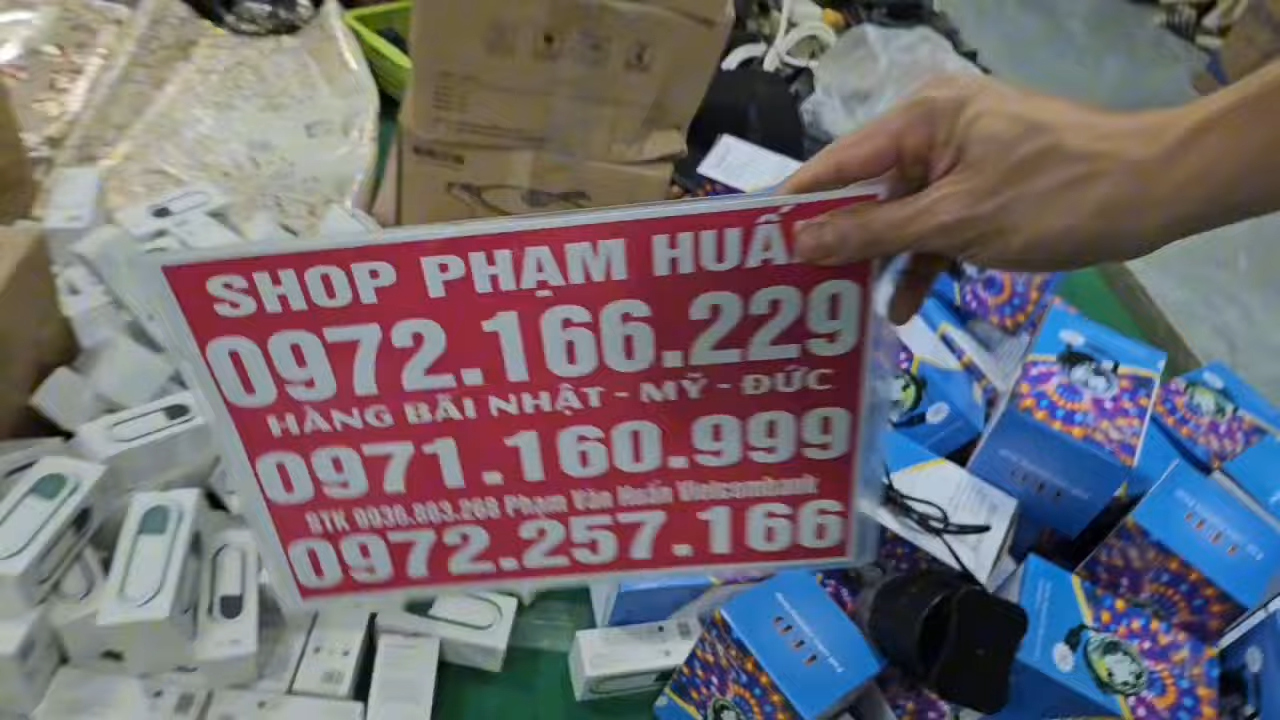 SHOP PHẠM HUẤ
0972.166.229
HÀNG BÃI NHẬT - MỸ - ĐỨC
0971.160.999
STK 0936.803.268 Phạm Văn Huấn Vietcombank
0972.257.166